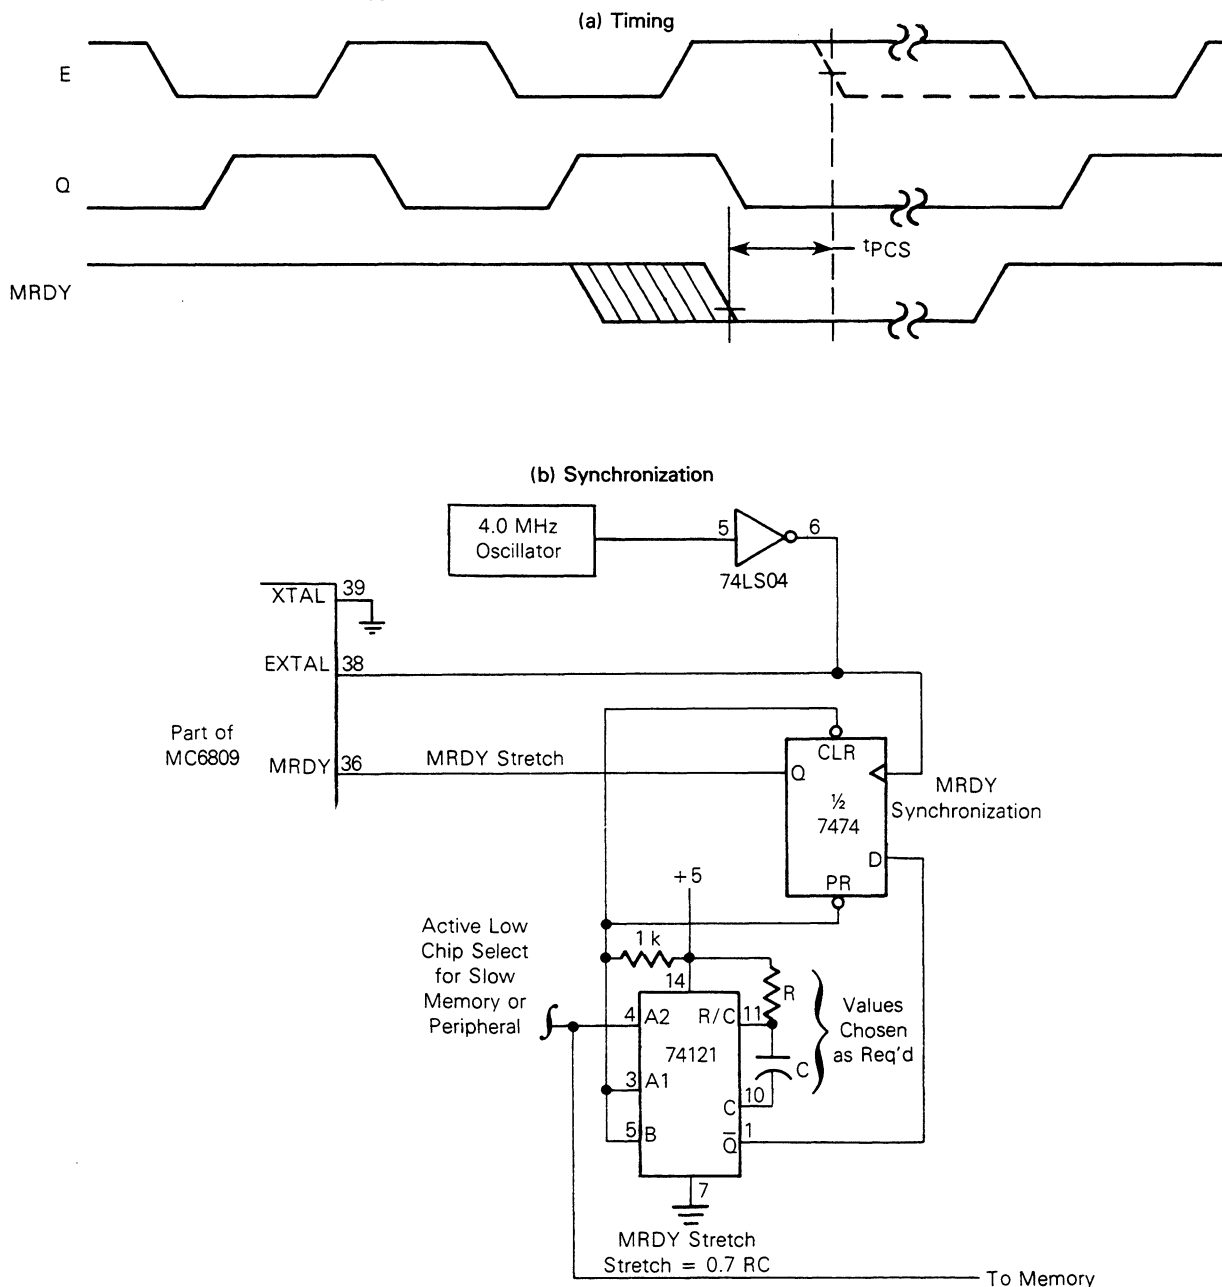 (a) Timing
E
Q
tPCS
MRDY
(b) Synchronization
4.0 MHz
Oscillator
5
6
74LS04
XTAL
39
EXTAL
38
Part of
MC6809
MRDY
36
MRDY Stretch
CLR
Q
½
7474
D
PR
MRDY
Synchronization
+5
Active Low
Chip Select
for Slow
Memory or
Peripheral
1 k
14
R
4
A2
R/C
11
74121
Values
Chosen
as Req'd
C
3
A1
10
C
5
B
Q̅
1
7
MRDY Stretch
Stretch = 0.7 RC
To Memory